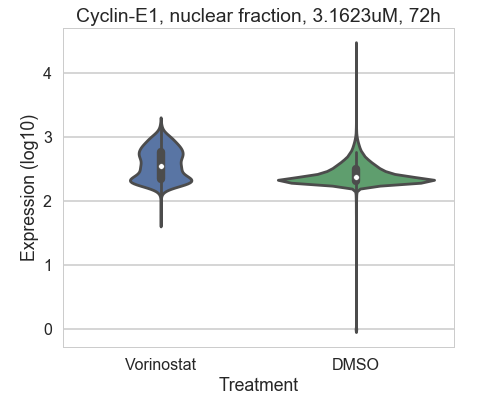 Cyclin-E1, nuclear fraction, 3.1623uM, 72h
Expression (log10)
4
3
2
1
0
Vorinostat DMSO
Treatment